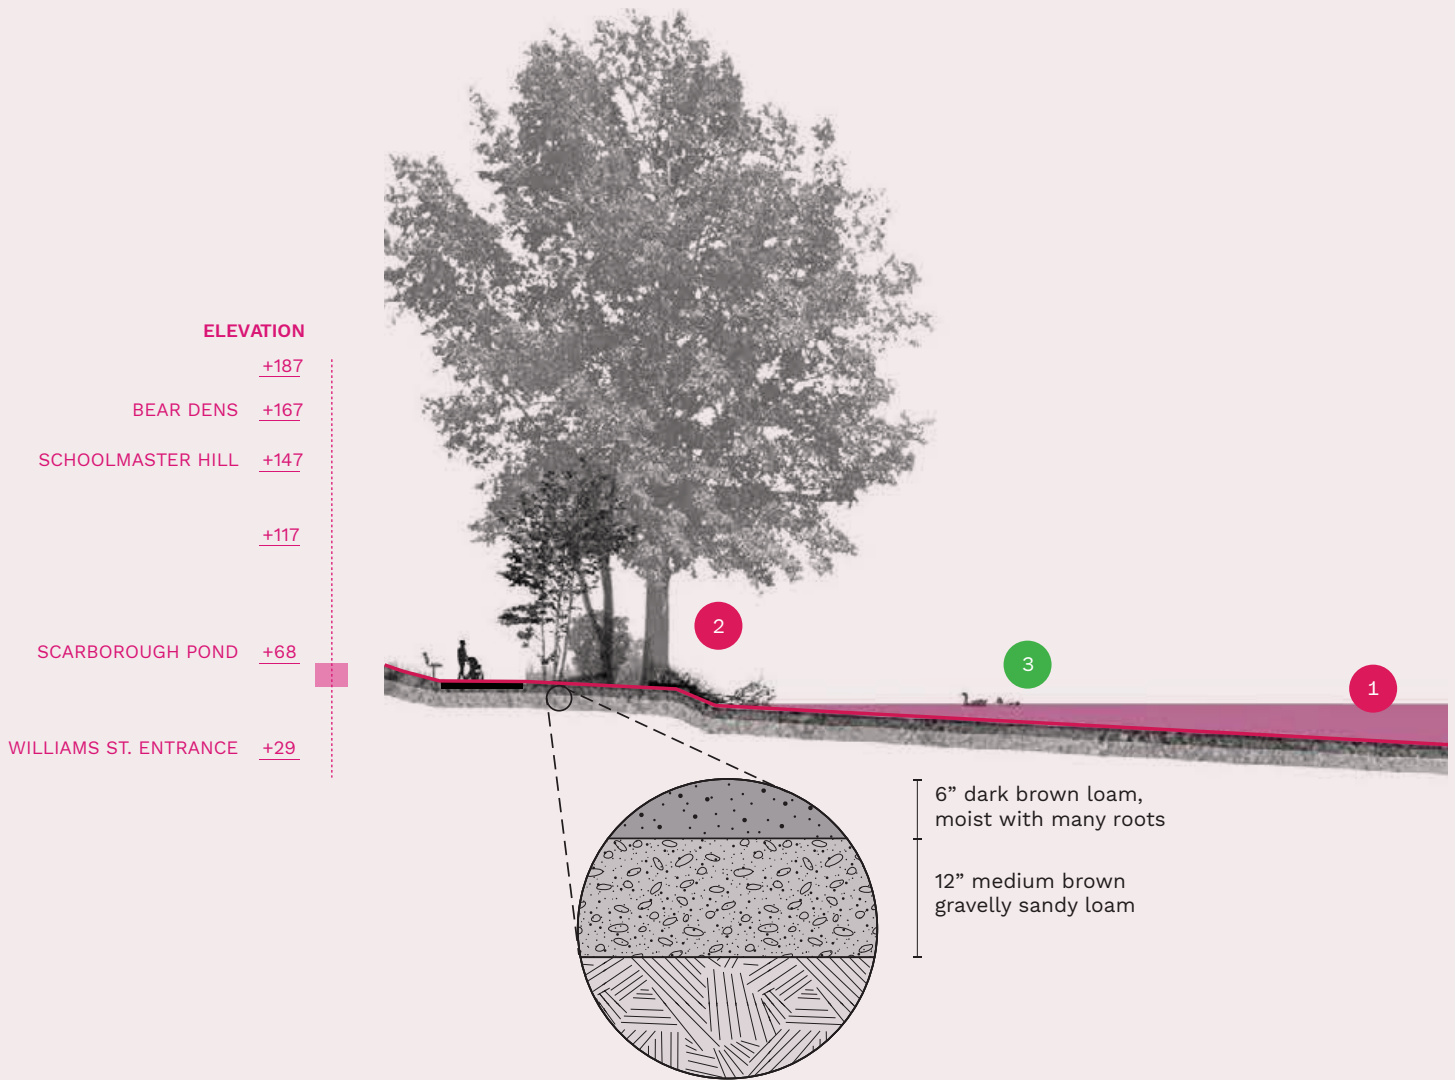 ELEVATION
+187
BEAR DENS +167
SCHOOLMASTER HILL +147
+117
SCARBOROUGH POND +68
WILLIAMS ST. ENTRANCE +29
2
3
1
6” dark brown loam,
moist with many roots
12” medium brown
gravelly sandy loam